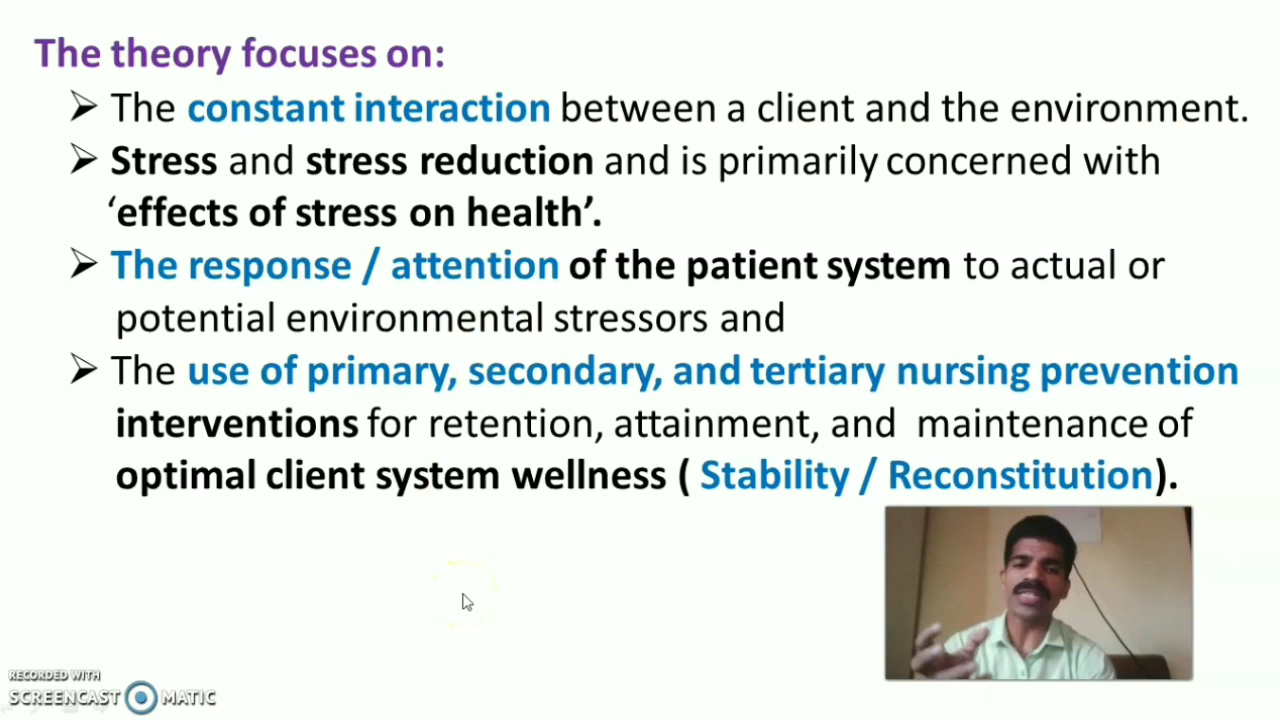 The theory focuses on:
➢ The constant interaction between a client and the environment.
➢ Stress and stress reduction and is primarily concerned with
‘effects of stress on health’.
➢ The response / attention of the patient system to actual or
potential environmental stressors and
➢ The use of primary, secondary, and tertiary nursing prevention
interventions for retention, attainment, and maintenance of
optimal client system wellness ( Stability / Reconstitution).
RECORDED WITH
SCREENCAST MATIC